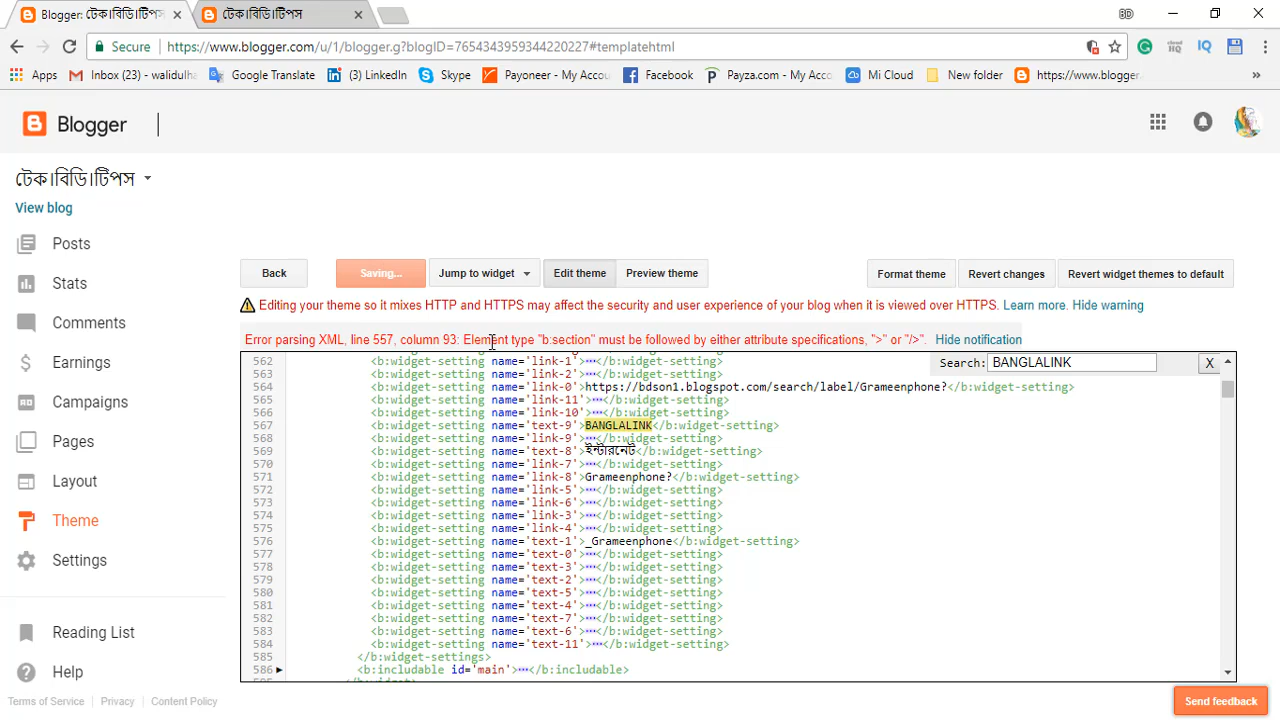 Blogger: টেক।বিডি।টিপস
টেক।বিডি।টিপস
BD
Secure
https://www.blogger.com/u/1/blogger.g?blogID=7654343959344220227#templatehtml
Apps
Inbox (23) - walidulha
Google Translate
(3) LinkedIn
Skype
Payoneer - My Accou
Facebook
Payza.com - My Acco
Mi Cloud
New folder
https://www.blogger
Blogger
টেক।বিডি।টিপস
View blog
Posts
Stats
Comments
Earnings
Campaigns
Pages
Layout
Theme
Settings
Reading List
Help
Terms of Service | Privacy | Content Policy
Back
Saving...
Jump to widget
Edit theme
Preview theme
Format theme
Revert changes
Revert widget themes to default
Editing your theme so it mixes HTTP and HTTPS may affect the security and user experience of your blog when it is viewed over HTTPS. Learn more. Hide warning
Error parsing XML, line 557, column 93: Element type "b:section" must be followed by either attribute specifications, ">" or "/>". Hide notification
Search: BANGLALINK X
562 <b:widget-setting name='link-1'>⋯</b:widget-setting>
563 <b:widget-setting name='link-2'>⋯</b:widget-setting>
564 <b:widget-setting name='link-0'>https://bdson1.blogspot.com/search/label/Grameenphone?</b:widget-setting>
565 <b:widget-setting name='link-11'>⋯</b:widget-setting>
566 <b:widget-setting name='link-10'>⋯</b:widget-setting>
567 <b:widget-setting name='text-9'>BANGLALINK</b:widget-setting>
568 <b:widget-setting name='link-9'>⋯</b:widget-setting>
569 <b:widget-setting name='text-8'>ইন্টারনেট</b:widget-setting>
570 <b:widget-setting name='link-7'>⋯</b:widget-setting>
571 <b:widget-setting name='link-8'>Grameenphone?</b:widget-setting>
572 <b:widget-setting name='link-5'>⋯</b:widget-setting>
573 <b:widget-setting name='link-6'>⋯</b:widget-setting>
574 <b:widget-setting name='link-3'>⋯</b:widget-setting>
575 <b:widget-setting name='link-4'>⋯</b:widget-setting>
576 <b:widget-setting name='text-1'>_Grameenphone</b:widget-setting>
577 <b:widget-setting name='text-0'>⋯</b:widget-setting>
578 <b:widget-setting name='text-3'>⋯</b:widget-setting>
579 <b:widget-setting name='text-2'>⋯</b:widget-setting>
580 <b:widget-setting name='text-5'>⋯</b:widget-setting>
581 <b:widget-setting name='text-4'>⋯</b:widget-setting>
582 <b:widget-setting name='text-7'>⋯</b:widget-setting>
583 <b:widget-setting name='text-6'>⋯</b:widget-setting>
584 <b:widget-setting name='text-11'>⋯</b:widget-setting>
585 </b:widget-settings>
586 <b:includable id='main'>⋯</b:includable>
Send feedback